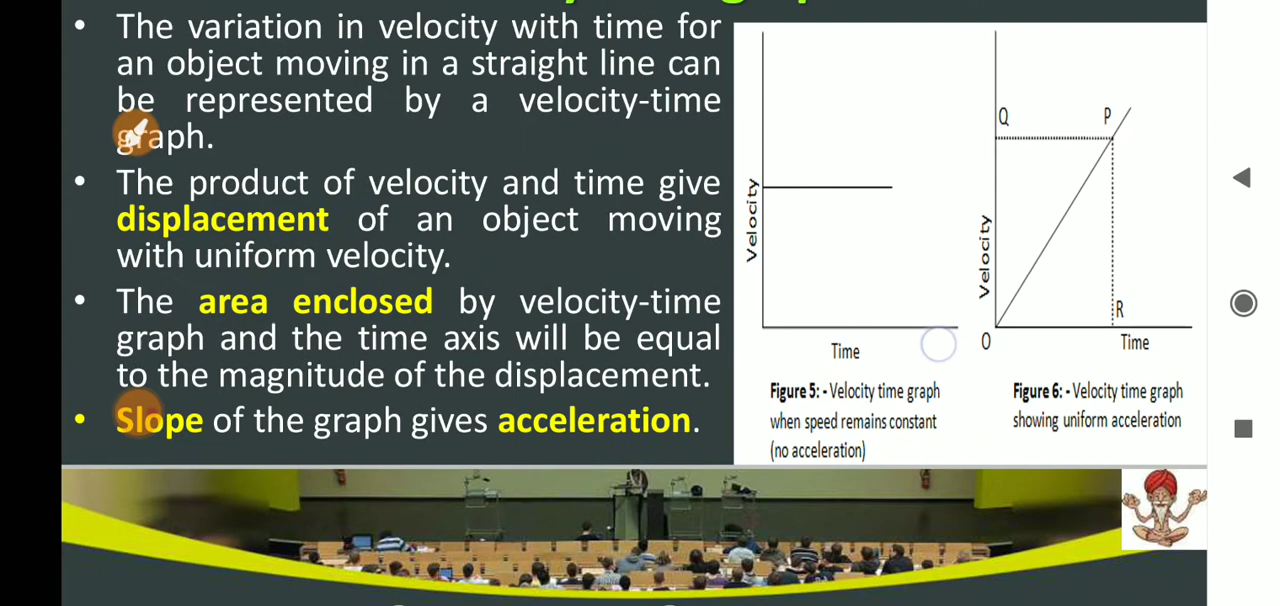 • The variation in velocity with time for
an object moving in a straight line can
be represented by a velocity-time
graph.
• The product of velocity and time give
displacement of an object moving
with uniform velocity.
• The area enclosed by velocity-time
graph and the time axis will be equal
to the magnitude of the displacement.
• Slope of the graph gives acceleration.
Velocity
Time
Figure 5: - Velocity time graph
when speed remains constant
(no acceleration)
Q
P
Velocity
R
O
Time
Figure 6: - Velocity time graph
showing uniform acceleration